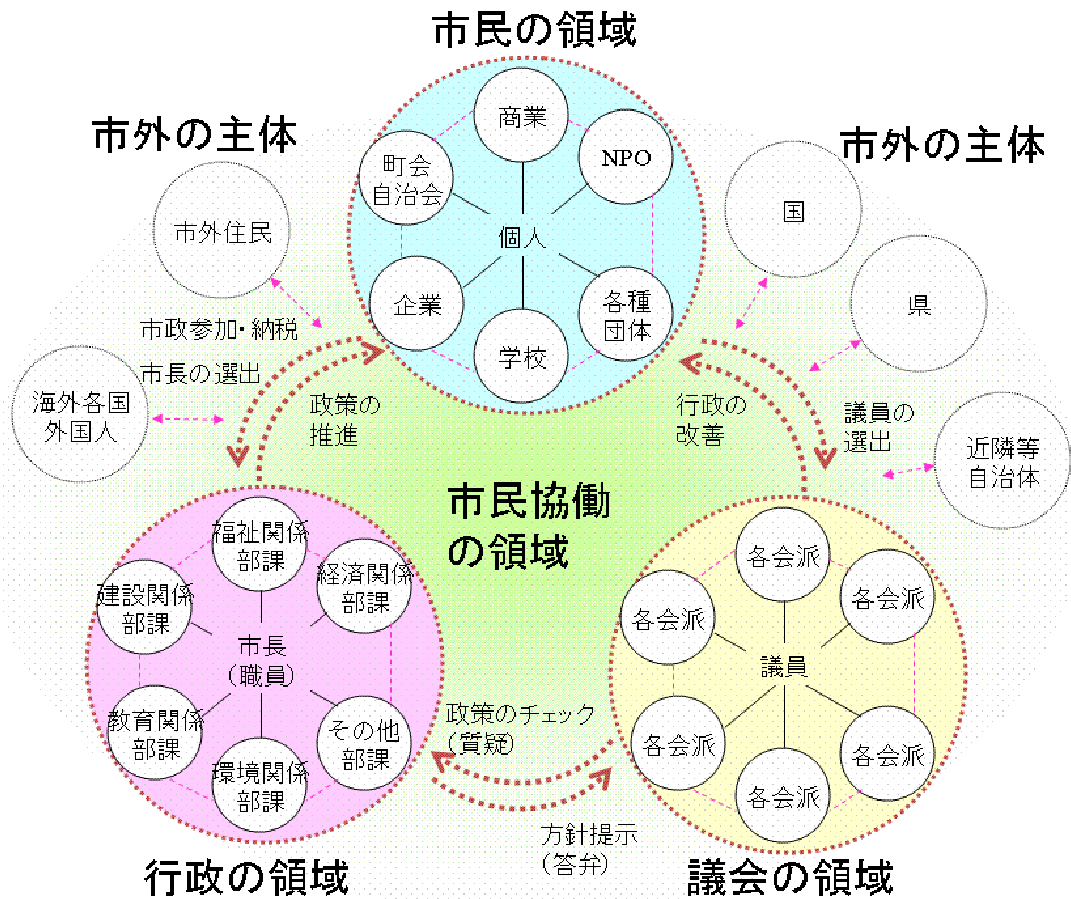 市民の領域
市外の主体
市外の主体
商業
町会
自治会
NPO
個人
企業
各種
団体
学校
市外住民
国
県
海外各国
外国人
近隣等
自治体
市政参加・納税
市長の選出
政策の
推進
行政の
改善
議員の
選出
市民協働
の領域
福祉関係
部課
建設関係
部課
経済関係
部課
市長
(職員)
教育関係
部課
その他
部課
環境関係
部課
各会派
各会派
各会派
議員
各会派
各会派
各会派
政策のチェック
(質疑)
方針提示
(答弁)
行政の領域
議会の領域